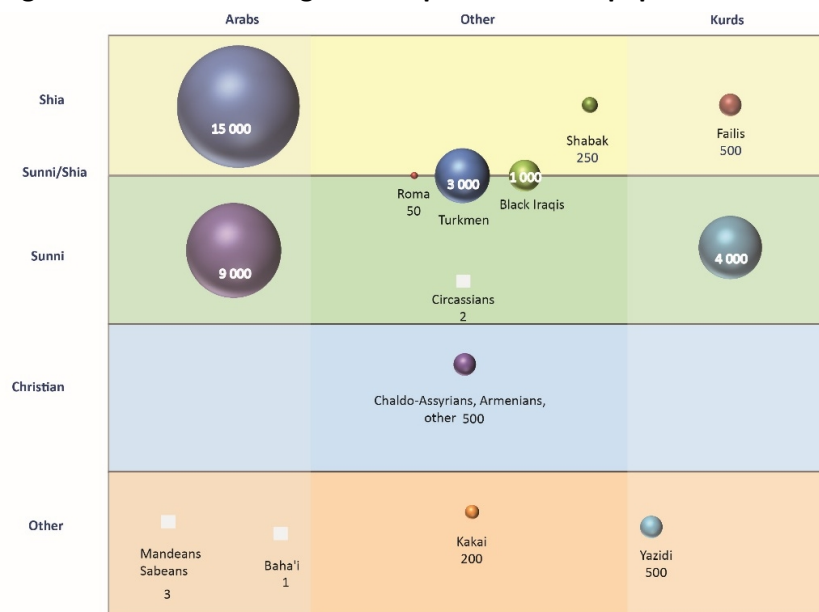 Arabs Other Kurds
Shia
15 000
Shabak
250
Failis
500
Sunni/Shia
Roma
50
3 000
Turkmen
1 000
Black Iraqis
Sunni
9 000
4 000
Circassians
2
Christian
Chaldo-Assyrians, Armenians,
other 500
Other
Mandeans
Sabeans
3
Baha'i
1
Kakai
200
Yazidi
500